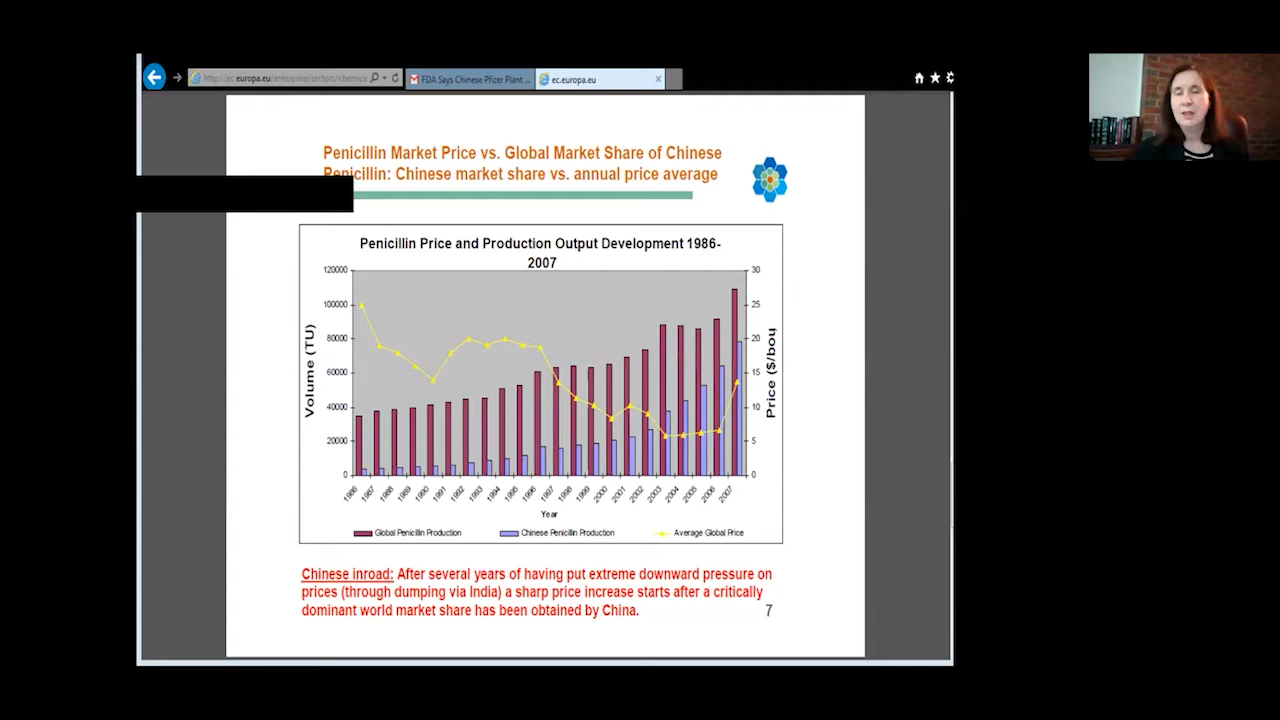 http://ec.europa.eu/enterprise/sectors/chemica
FDA Says Chinese Pfizer Plant ...
ec.europa.eu
Penicillin Market Price vs. Global Market Share of Chinese
Penicillin: Chinese market share vs. annual price average
Penicillin Price and Production Output Development 1986-
2007
120000
100000
80000
60000
40000
20000
0
Volume (TU)
30
25
20
15
10
5
0
Price ($/bou
1986
1987
1988
1989
1990
1991
1992
1993
1994
1995
1996
1997
1998
1999
2000
2001
2002
2003
2004
2005
2006
2007
Year
Global Penicillin Production
Chinese Penicillin Production
Average Global Price
Chinese inroad: After several years of having put extreme downward pressure on
prices (through dumping via India) a sharp price increase starts after a critically
dominant world market share has been obtained by China.
7